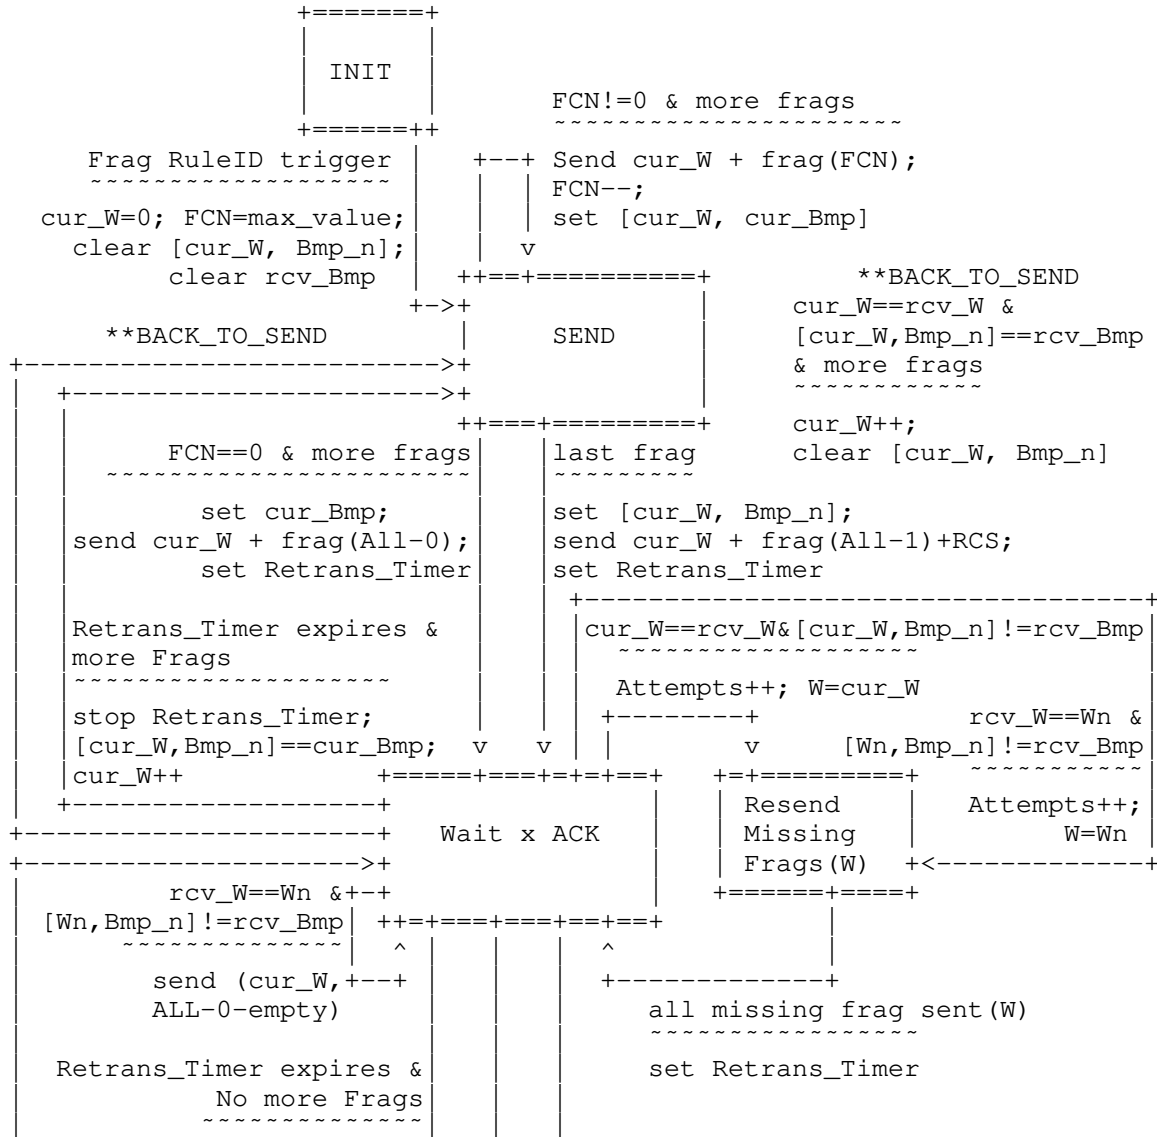 INIT
FCN!=0 & more frags
Frag RuleID trigger
Send cur_W + frag(FCN);
FCN--;
cur_W=0; FCN=max_value;
set [cur_W, cur_Bmp]
clear [cur_W, Bmp_n];
clear rcv_Bmp
**BACK_TO_SEND
cur_W==rcv_W &
**BACK_TO_SEND
SEND
[cur_W,Bmp_n]==rcv_Bmp
& more frags
cur_W++;
FCN==0 & more frags
last frag
clear [cur_W, Bmp_n]
set cur_Bmp;
set [cur_W, Bmp_n];
send cur_W + frag(All-0);
send cur_W + frag(All-1)+RCS;
set Retrans_Timer
set Retrans_Timer
Retrans_Timer expires &
cur_W==rcv_W&[cur_W,Bmp_n]!=rcv_Bmp
more Frags
Attempts++; W=cur_W
stop Retrans_Timer;
rcv_W==Wn &
[cur_W,Bmp_n]==cur_Bmp;
[Wn,Bmp_n]!=rcv_Bmp
cur_W++
Resend
Attempts++;
Wait x ACK
Missing
W=Wn
Frags(W)
rcv_W==Wn &
[Wn,Bmp_n]!=rcv_Bmp
send (cur_W,
ALL-0-empty)
all missing frag sent(W)
Retrans_Timer expires &
set Retrans_Timer
No more Frags